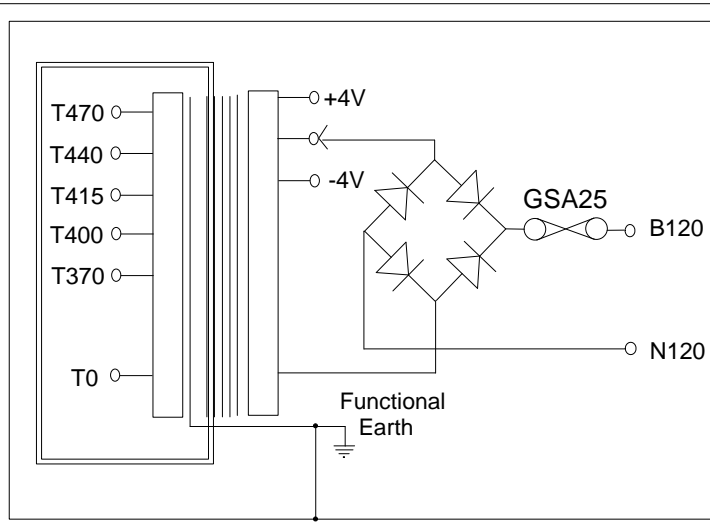 T470
T440
T415
T400
T370
T0
+4V
-4V
GSA25
B120
N120
Functional
Earth